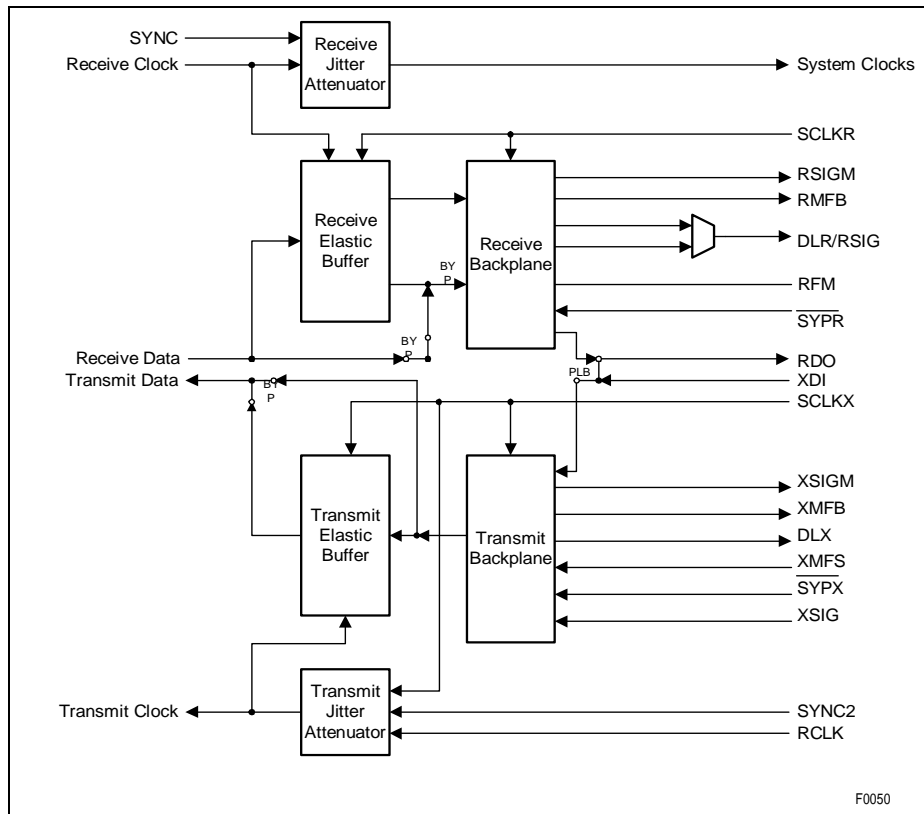 SYNC
Receive Clock
Receive
Jitter
Attenuator
System Clocks
SCLKR
RSIGM
RMFB
DLR/RSIG
RFM
SYPR
RDO
XDI
SCLKX
Receive
Elastic
Buffer
Receive
Backplane
BY
P
BY
P
Receive Data
Transmit Data
BY
P
PLB
Transmit
Elastic
Buffer
Transmit
Backplane
XSIGM
XMFB
DLX
XMFS
SYPX
XSIG
Transmit Clock
Transmit
Jitter
Attenuator
SYNC2
RCLK
F0050